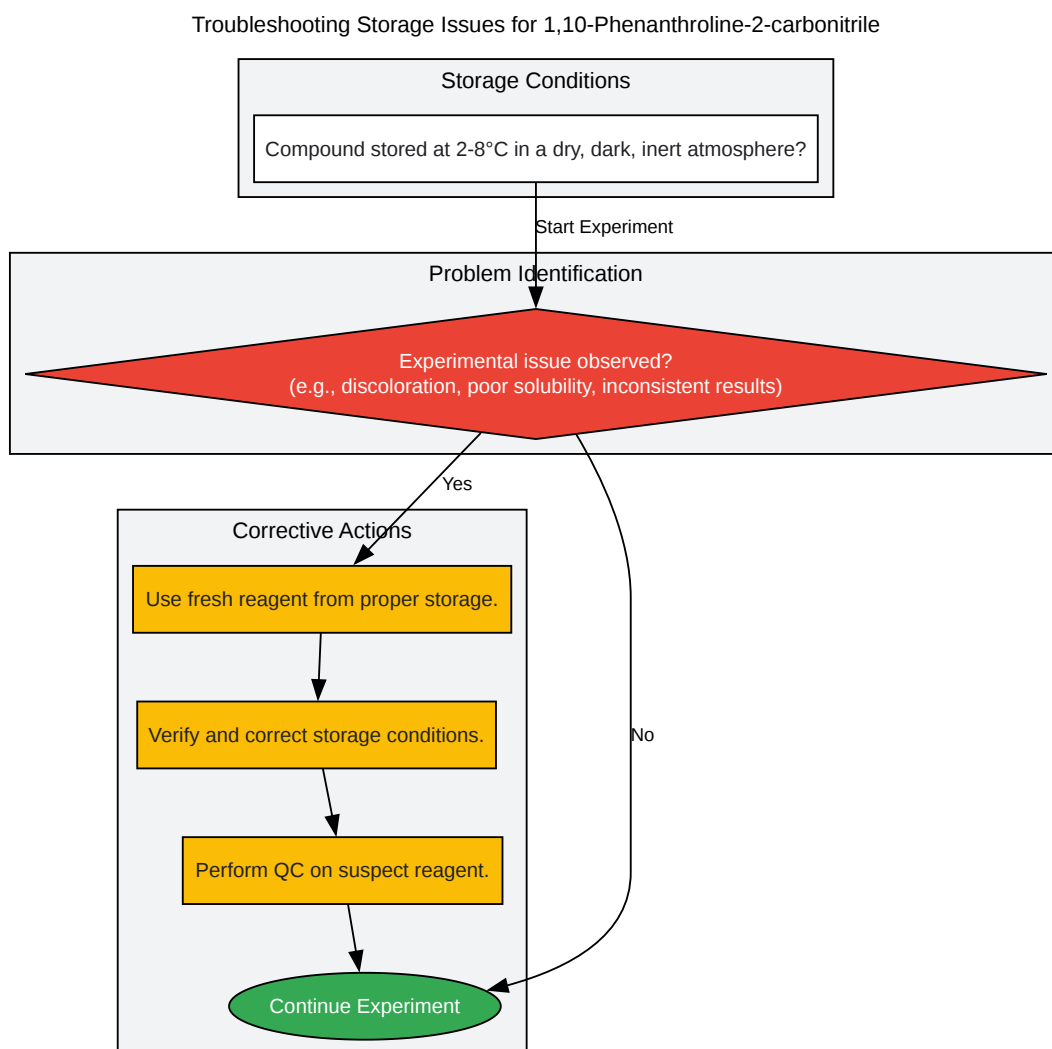 Troubleshooting Storage Issues for 1,10-Phenanthroline-2-carbonitrile
Storage Conditions
Compound stored at 2-8°C in a dry, dark, inert atmosphere?
Start Experiment
Problem Identification
Experimental issue observed?
(e.g., discoloration, poor solubility, inconsistent results)
Yes
Corrective Actions
Use fresh reagent from proper storage.
Verify and correct storage conditions.
No
Perform QC on suspect reagent.
Continue Experiment